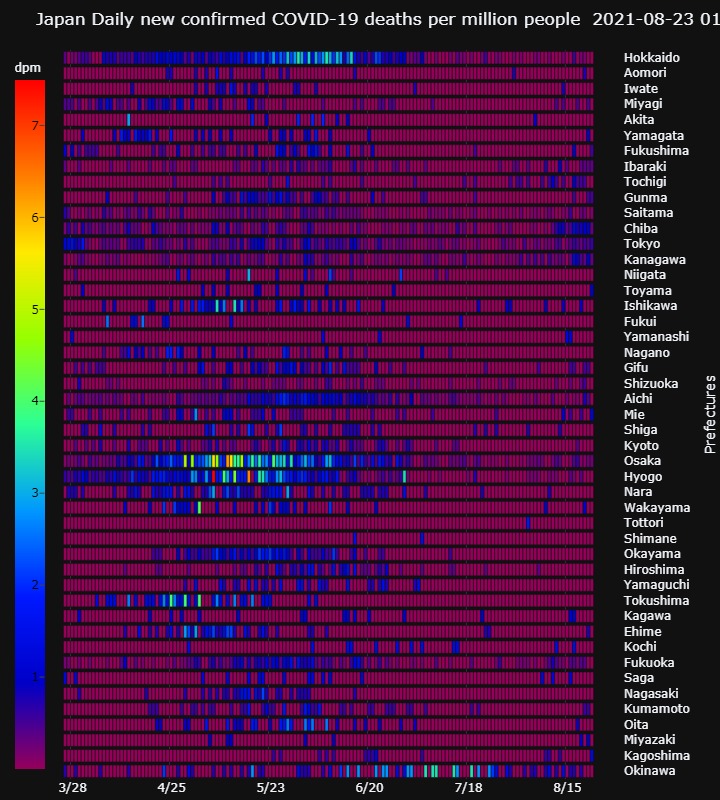 Japan Daily new confirmed COVID-19 deaths per million people  2021-08-23 01
dpm
7
6
5
4
3
2
1
Hokkaido
Aomori
Iwate
Miyagi
Akita
Yamagata
Fukushima
Ibaraki
Tochigi
Gunma
Saitama
Chiba
Tokyo
Kanagawa
Niigata
Toyama
Ishikawa
Fukui
Yamanashi
Nagano
Gifu
Shizuoka
Aichi
Mie
Shiga
Kyoto
Osaka
Hyogo
Nara
Wakayama
Tottori
Shimane
Okayama
Hiroshima
Yamaguchi
Tokushima
Kagawa
Ehime
Kochi
Fukuoka
Saga
Nagasaki
Kumamoto
Oita
Miyazaki
Kagoshima
Okinawa
Prefectures
3/28 4/25 5/23 6/20 7/18 8/15